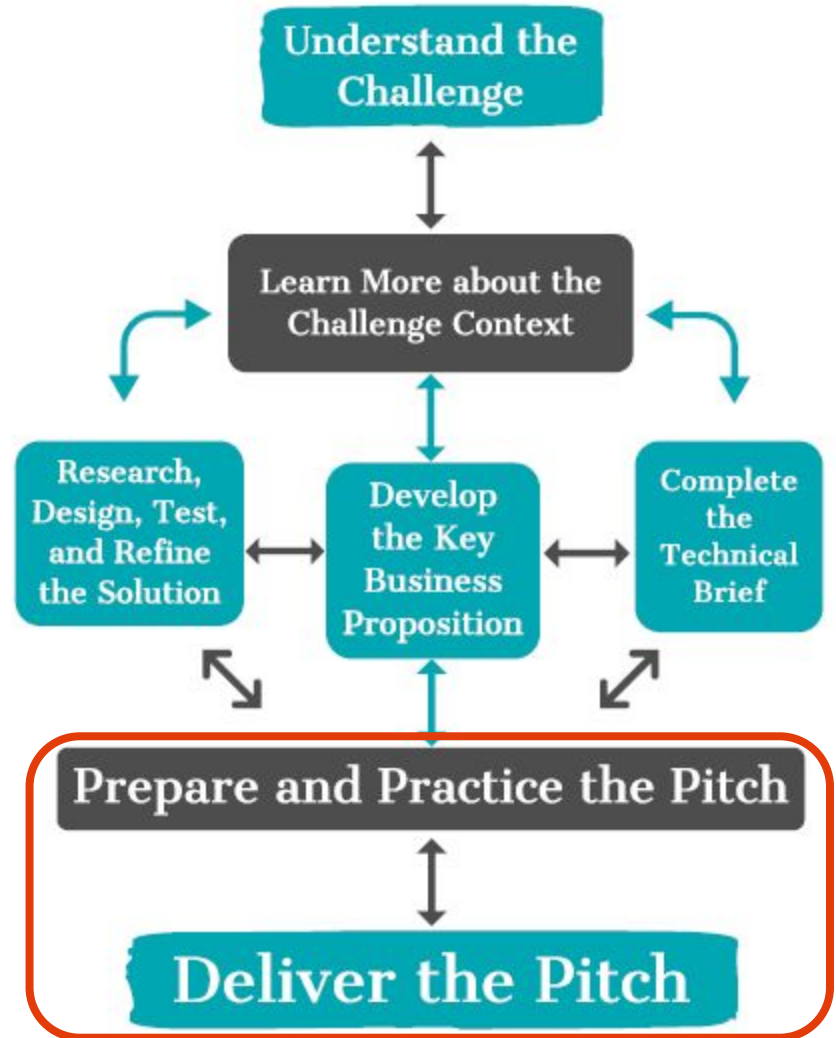 Understand the
Challenge
Learn More about the
Challenge Context
Research,
Design, Test,
and Refine
the Solution
Develop
the Key
Business
Proposition
Complete
the
Technical
Brief
Prepare and Practice the Pitch
Deliver the Pitch